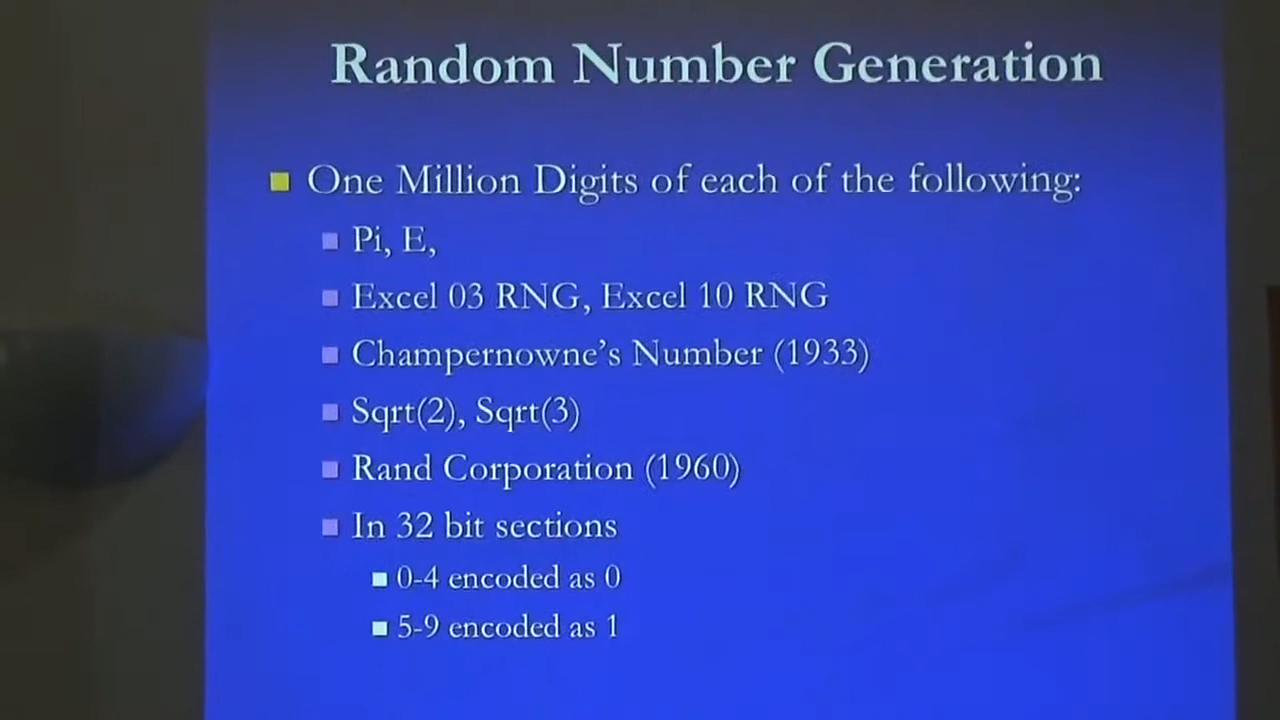 Random Number Generation
One Million Digits of each of the following:
Pi, E,
Excel 03 RNG, Excel 10 RNG
Champernowne's Number (1933)
Sqrt(2), Sqrt(3)
Rand Corporation (1960)
In 32 bit sections
0-4 encoded as 0
5-9 encoded as 1